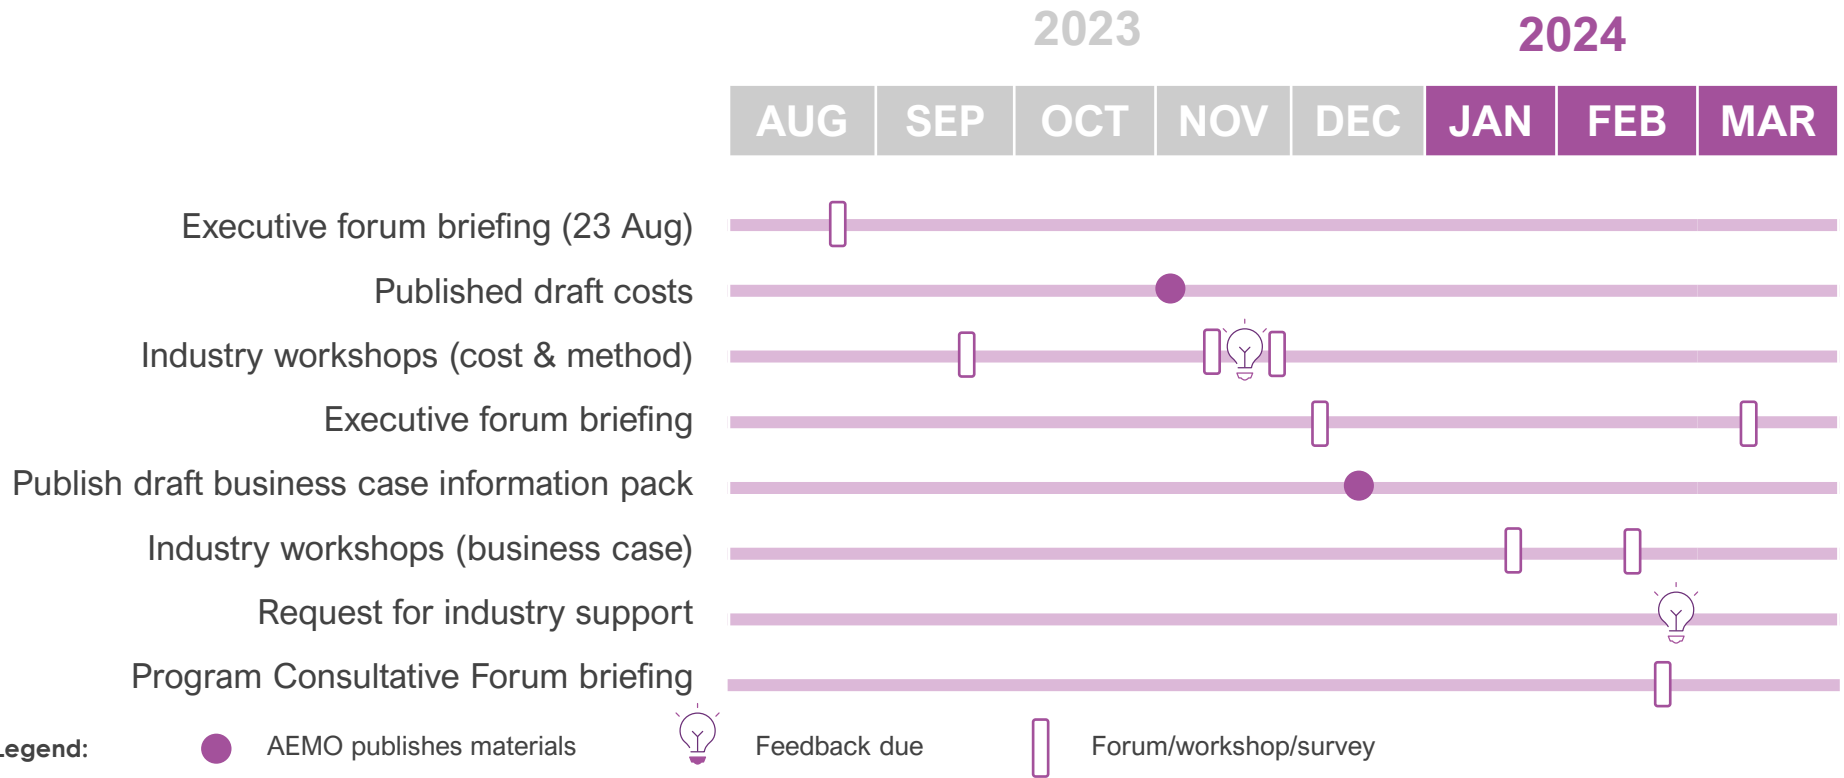 2023
2024
AUG SEP OCT NOV DEC JAN FEB MAR
Executive forum briefing (23 Aug)
Published draft costs
Industry workshops (cost & method)
Executive forum briefing
Publish draft business case information pack
Industry workshops (business case)
Request for industry support
Program Consultative Forum briefing
Legend:
AEMO publishes materials
Feedback due
Forum/workshop/survey